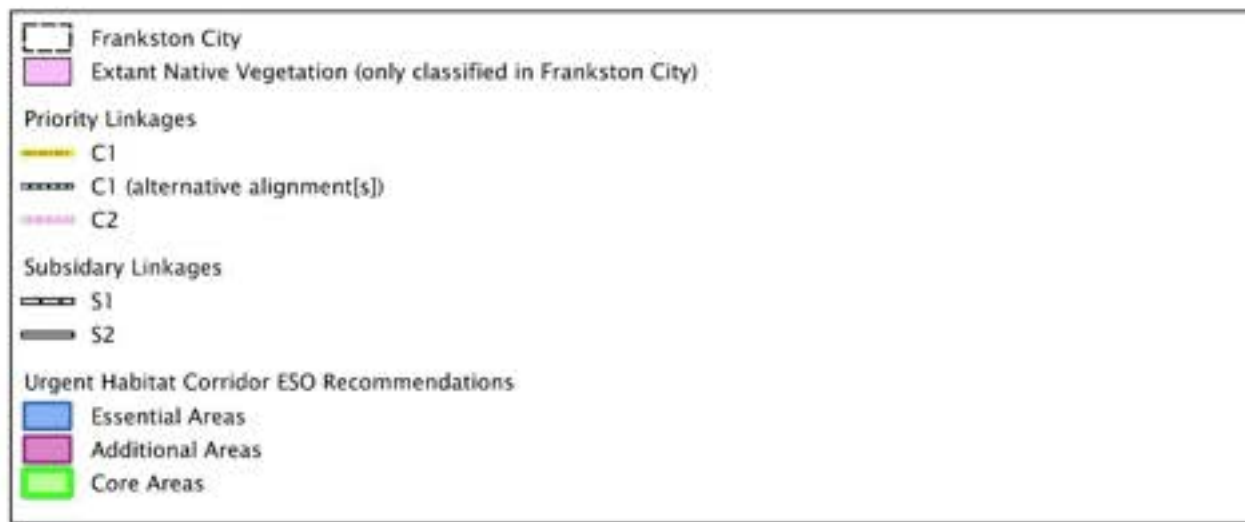 Frankston City
Extant Native Vegetation (only classified in Frankston City)
Priority Linkages
C1
C1 (alternative alignment[s])
C2
Subsidary Linkages
S1
S2
Urgent Habitat Corridor ESO Recommendations
Essential Areas
Additional Areas
Core Areas